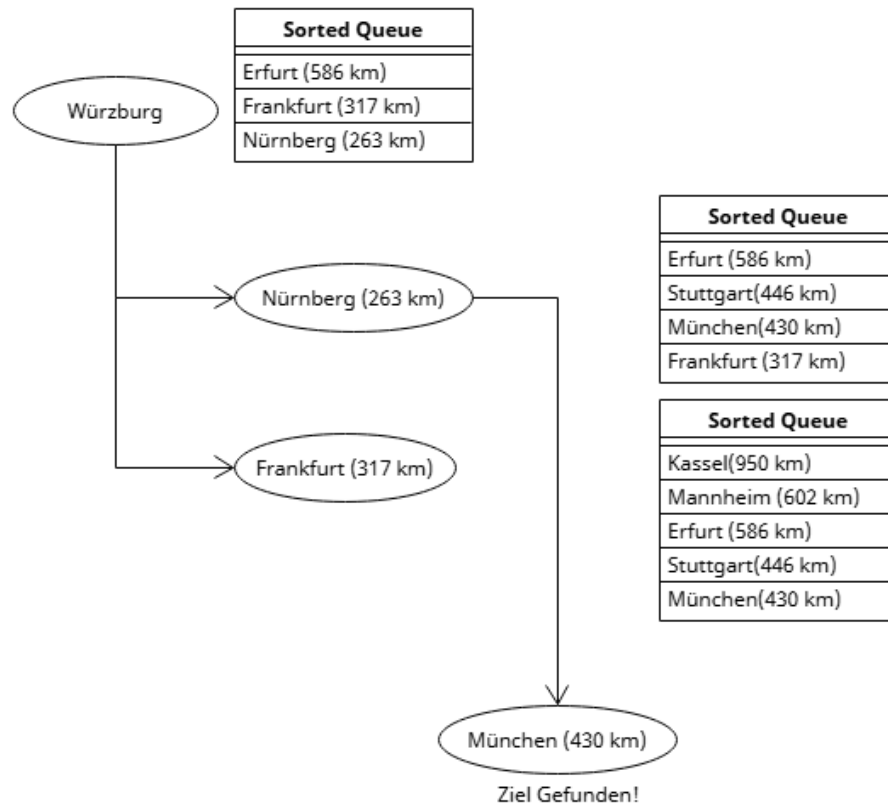 Sorted Queue
Erfurt (586 km)
Frankfurt (317 km)
Nürnberg (263 km)
Würzburg
Sorted Queue
Erfurt (586 km)
Stuttgart(446 km)
München(430 km)
Frankfurt (317 km)
Nürnberg (263 km)
Sorted Queue
Kassel(950 km)
Mannheim (602 km)
Erfurt (586 km)
Stuttgart(446 km)
München(430 km)
Frankfurt (317 km)
München (430 km)
Ziel Gefunden!